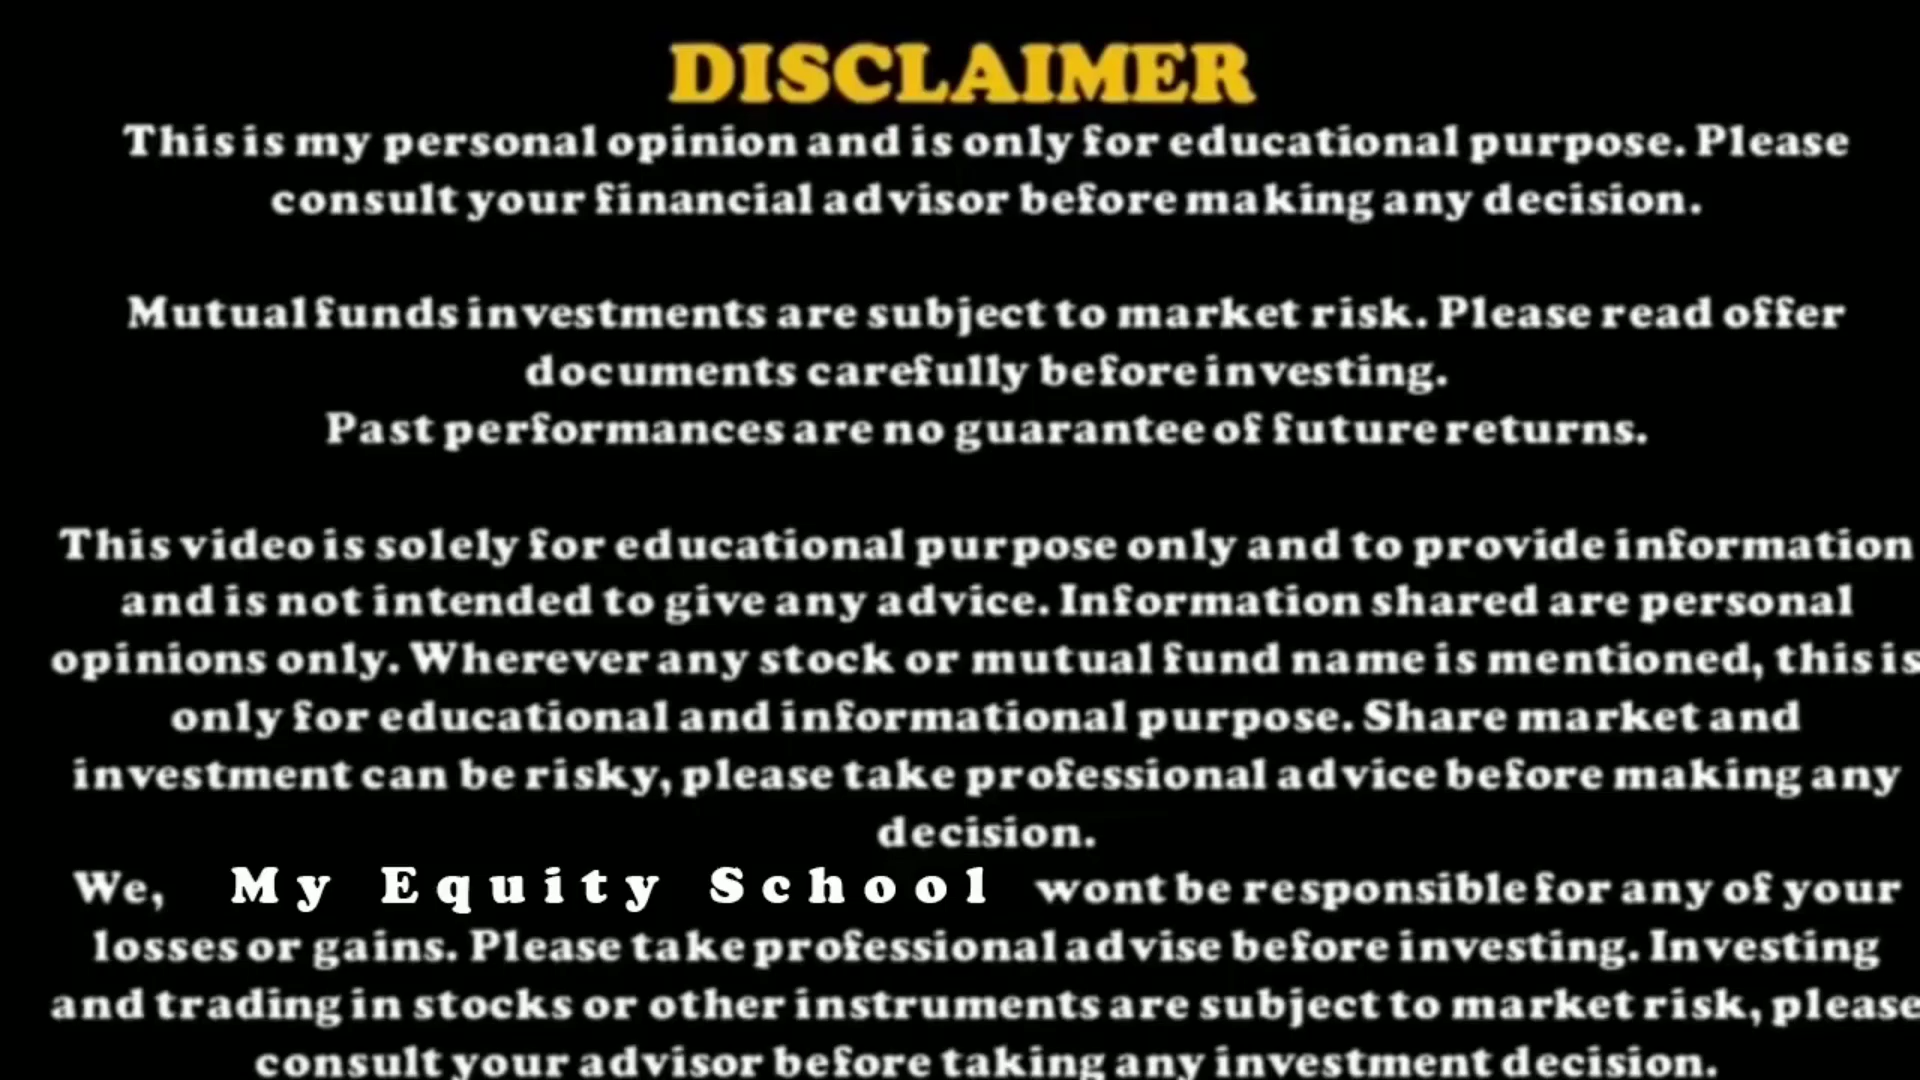 DISCLAIMER
This is my personal opinion and is only for educational purpose. Please
consult your financial advisor before making any decision.
Mutual funds investments are subject to market risk. Please read offer
documents carefully before investing.
Past performances are no guarantee of future returns.
This video is solely for educational purpose only and to provide information
and is not intended to give any advice. Information shared are personal
opinions only. Wherever any stock or mutual fund name is mentioned, this is
only for educational and informational purpose. Share market and
investment can be risky, please take professional advice before making any
decision.
We, My Equity School wont be responsible for any of your
losses or gains. Please take professional advise before investing. Investing
and trading in stocks or other instruments are subject to market risk, please
consult your advisor before taking any investment decision.